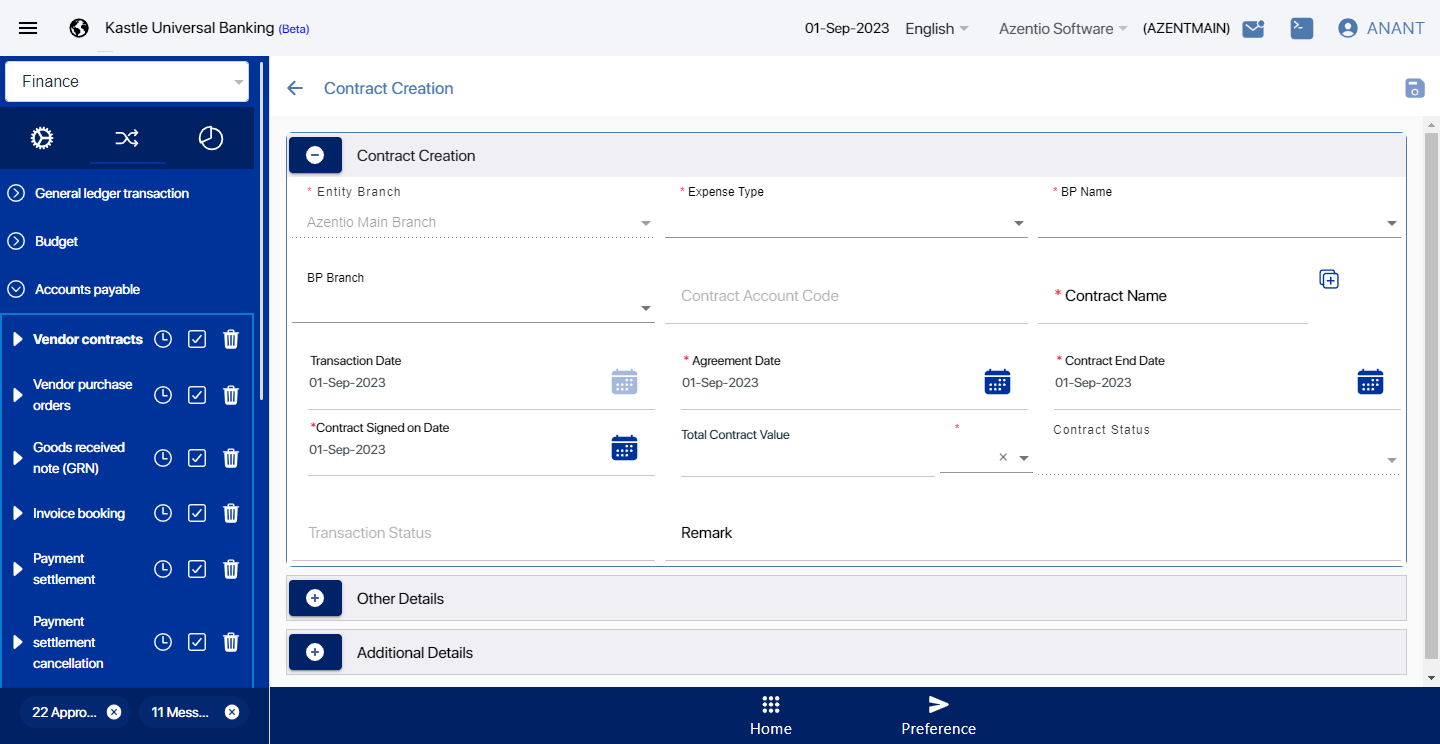 Kastle Universal Banking (Beta)
01-Sep-2023
English
Azentio Software
(AZENTMAIN)
ANANT
Finance
General ledger transaction
Budget
Accounts payable
Vendor contracts
Vendor purchase
orders
Goods received
note (GRN)
Invoice booking
Payment
settlement
Payment
settlement
cancellation
22 Appro...
11 Mess...
Contract Creation
Contract Creation
* Entity Branch
Azentio Main Branch
* Expense Type
* BP Name
BP Branch
Contract Account Code
* Contract Name
Transaction Date
01-Sep-2023
* Agreement Date
01-Sep-2023
* Contract End Date
01-Sep-2023
*Contract Signed on Date
01-Sep-2023
Total Contract Value
*
Contract Status
Transaction Status
Remark
Other Details
Additional Details
Home
Preference